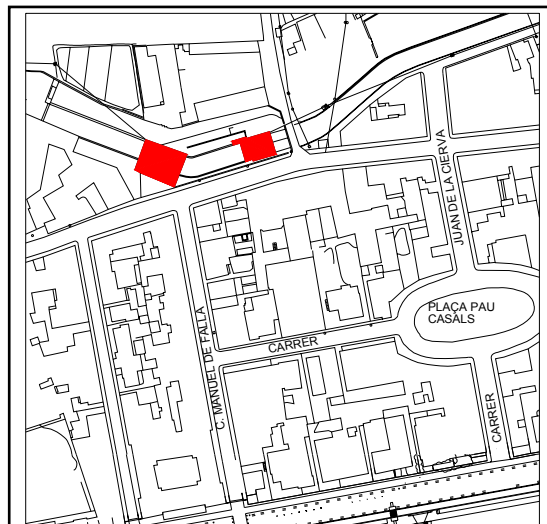 JUAN DE LA CIERVA
PLAÇA PAU
CASALS
C. MANUEL DE FALLA
CARRER
CARRER